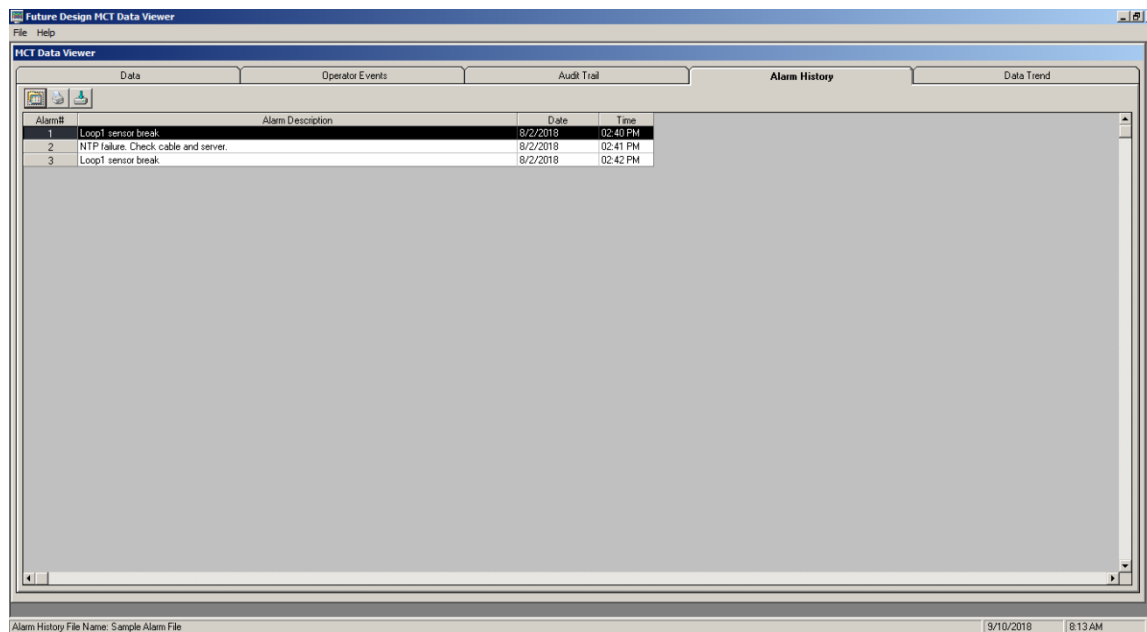 Future Design MCT Data Viewer
File Help
MCT Data Viewer
Data Operator Events Audit Trail Alarm History Data Trend
Alarm# Alarm Description Date Time
1 Loop1 sensor break 8/2/2018 02:40 PM
2 NTP failure. Check cable and server. 8/2/2018 02:41 PM
3 Loop1 sensor break 8/2/2018 02:42 PM
Alarm History File Name: Sample Alarm File 9/10/2018 8:13 AM